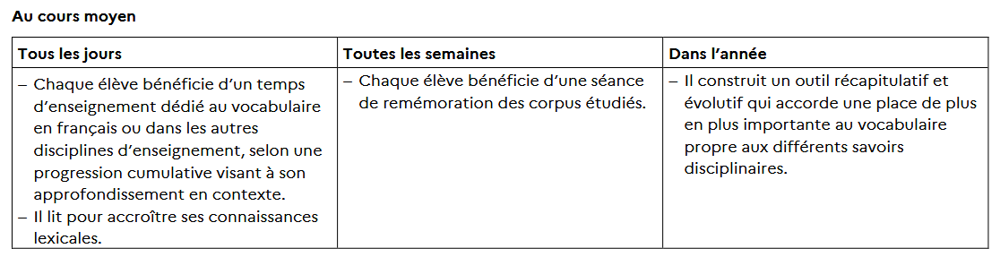 Au cours moyen
Tous les jours
– Chaque élève bénéficie d’un temps
d’enseignement dédié au vocabulaire
en français ou dans les autres
disciplines d’enseignement, selon une
progression cumulative visant à son
approfondissement en contexte.
– Il lit pour accroître ses connaissances
lexicales.
Toutes les semaines
– Chaque élève bénéficie d’une séance
de remémoration des corpus étudiés.
Dans l’année
– Il construit un outil récapitulatif et
évolutif qui accorde une place de plus
en plus importante au vocabulaire
propre aux différents savoirs
disciplinaires.